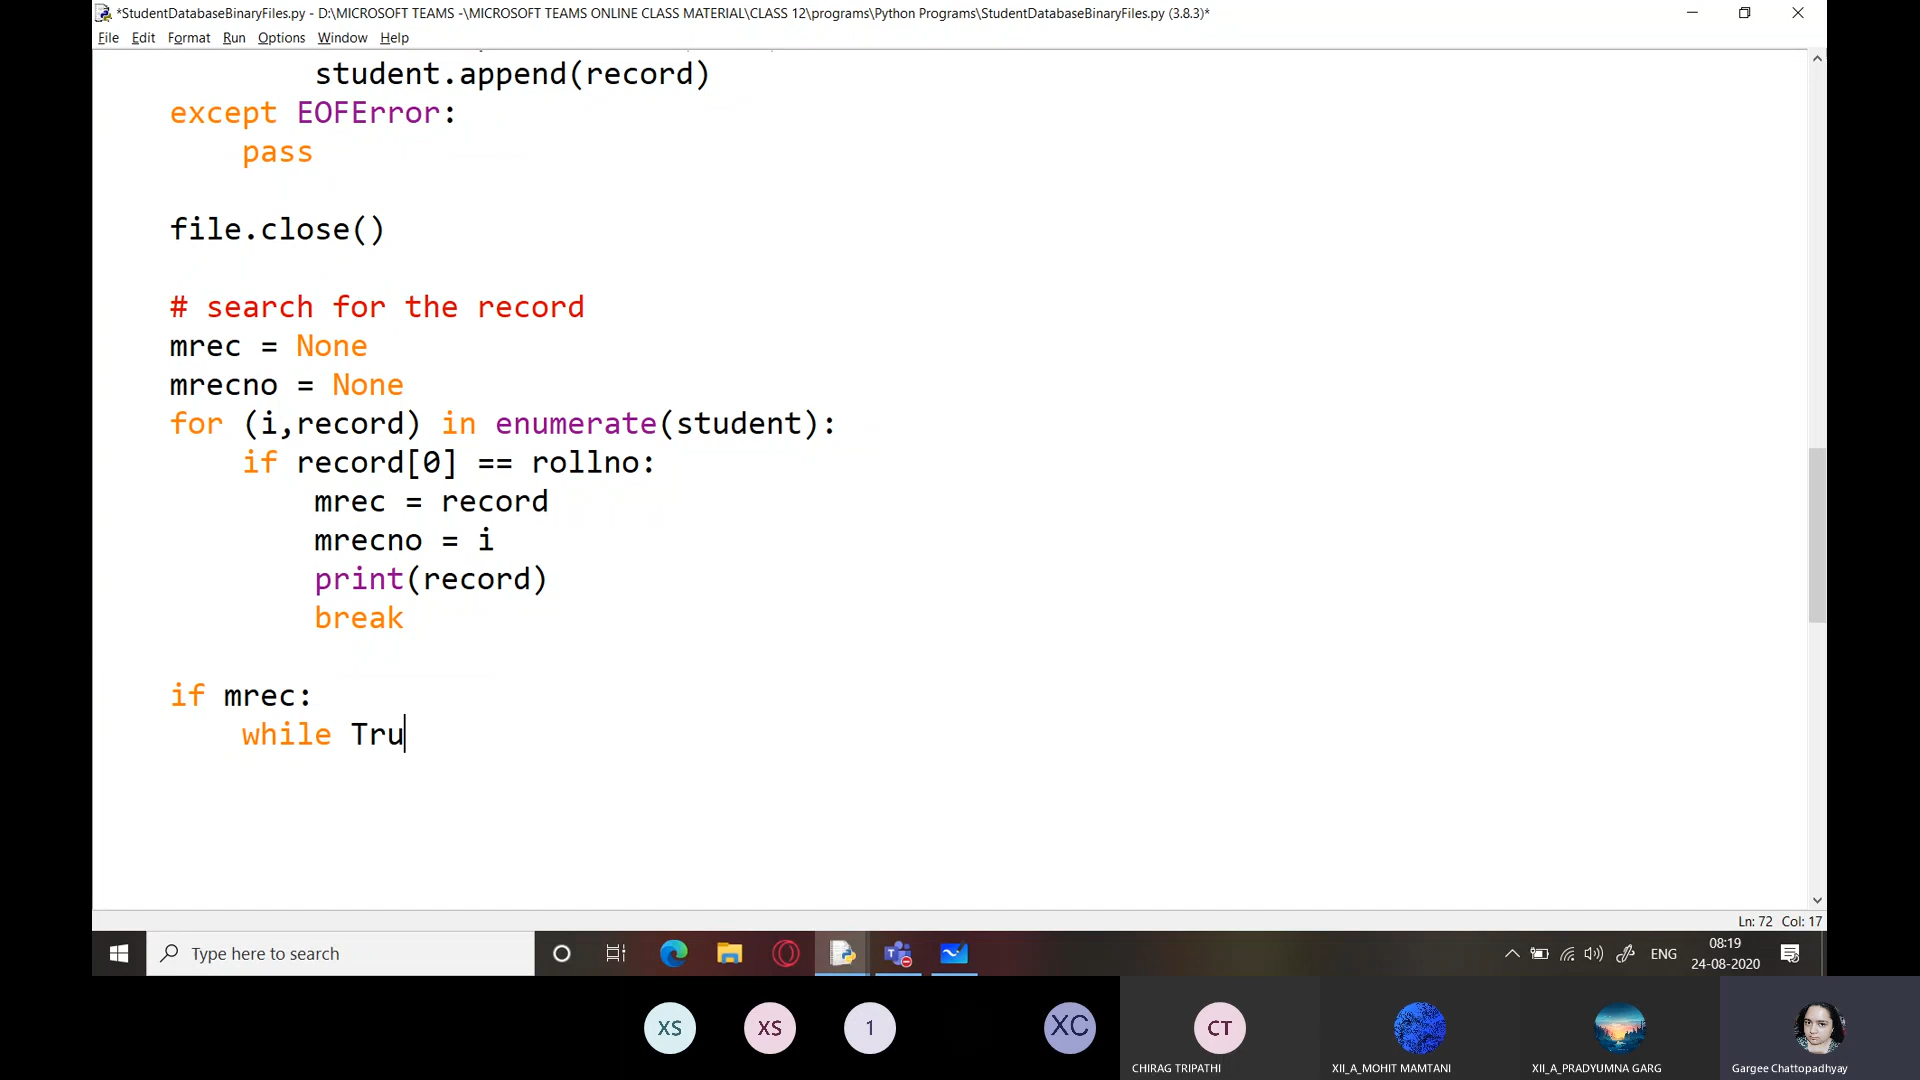 *StudentDatabaseBinaryFiles.py - D:\MICROSOFT TEAMS -\MICROSOFT TEAMS ONLINE CLASS MATERIAL\CLASS 12\programs\Python Programs\StudentDatabaseBinaryFiles.py (3.8.3)*
File Edit Format Run Options Window Help
student.append(record)
except EOFError:
pass
file.close()
# search for the record
mrec = None
mrecno = None
for (i,record) in enumerate(student):
if record[0] == rollno:
mrec = record
mrecno = i
print(record)
break
if mrec:
while Tru
Ln: 72 Col: 17
Type here to search
ENG
08:19
24-08-2020
XS
XS
1
XC
CT
CHIRAG TRIPATHI
XII_A_MOHIT MAMTANI
XII_A_PRADYUMNA GARG
Gargee Chattopadhyay